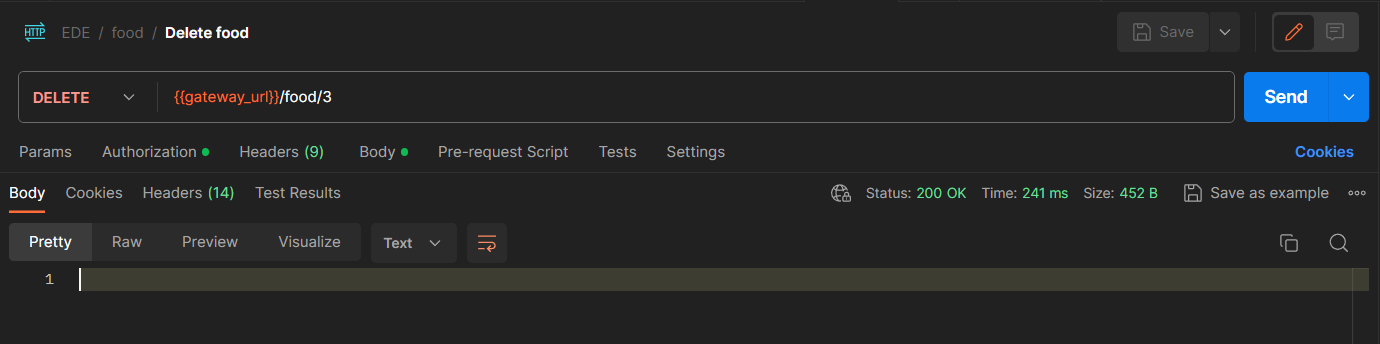 HTTP EDE / food / Delete food Save
DELETE {{gateway_url}}/food/3 Send
Params Authorization Headers (9) Body Pre-request Script Tests Settings Cookies
Body Cookies Headers (14) Test Results Status: 200 OK Time: 241 ms Size: 452 B Save as example
Pretty Raw Preview Visualize Text
1